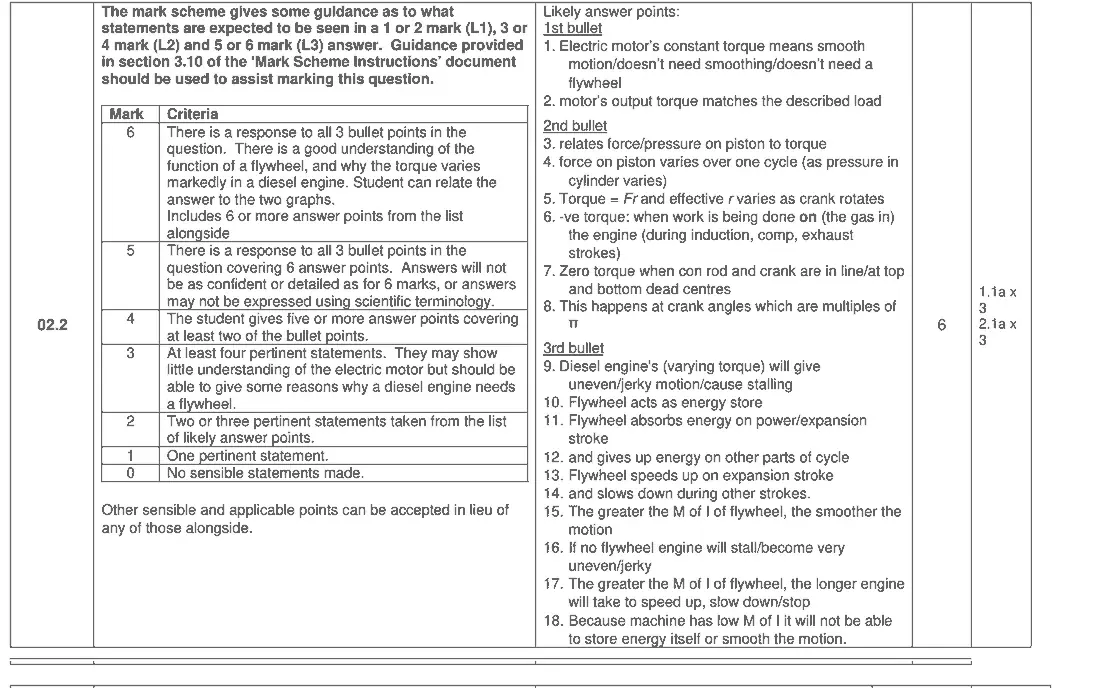 02.2
The mark scheme gives some guidance as to what
statements are expected to be seen in a 1 or 2 mark (L1), 3 or
4 mark (L2) and 5 or 6 mark (L3) answer. Guidance provided
in section 3.10 of the 'Mark Scheme Instructions' document
should be used to assist marking this question.
Mark Criteria
6 There is a response to all 3 bullet points in the
question. There is a good understanding of the
function of a flywheel, and why the torque varies
markedly in a diesel engine. Student can relate the
answer to the two graphs.
Includes 6 or more answer points from the list
alongside
5 There is a response to all 3 bullet points in the
question covering 6 answer points. Answers will not
be as confident or detailed as for 6 marks, or answers
may not be expressed using scientific terminology.
4 The student gives five or more answer points covering
at least two of the bullet points.
3 At least four pertinent statements. They may show
little understanding of the electric motor but should be
able to give some reasons why a diesel engine needs
a flywheel.
2 Two or three pertinent statements taken from the list
of likely answer points.
1 One pertinent statement.
0 No sensible statements made.
Other sensible and applicable points can be accepted in lieu of
any of those alongside.
Likely answer points:
1st bullet
1. Electric motor's constant torque means smooth
motion/doesn't need smoothing/doesn't need a
flywheel
2. motor's output torque matches the described load
2nd bullet
3. relates force/pressure on piston to torque
4. force on piston varies over one cycle (as pressure in
cylinder varies)
5. Torque = Fr and effective r varies as crank rotates
6. -ve torque: when work is being done on (the gas in)
the engine (during induction, comp, exhaust
strokes)
7. Zero torque when con rod and crank are in line/at top
and bottom dead centres
8. This happens at crank angles which are multiples of
π
3rd bullet
9. Diesel engine's (varying torque) will give
uneven/jerky motion/cause stalling
10. Flywheel acts as energy store
11. Flywheel absorbs energy on power/expansion
stroke
12. and gives up energy on other parts of cycle
13. Flywheel speeds up on expansion stroke
14. and slows down during other strokes.
15. The greater the M of I of flywheel, the smoother the
motion
16. If no flywheel engine will stall/become very
uneven/jerky
17. The greater the M of I of flywheel, the longer engine
will take to speed up, slow down/stop
18. Because machine has low M of I it will not be able
to store energy itself or smooth the motion.
6
1.1a x
3
2.1a x
3